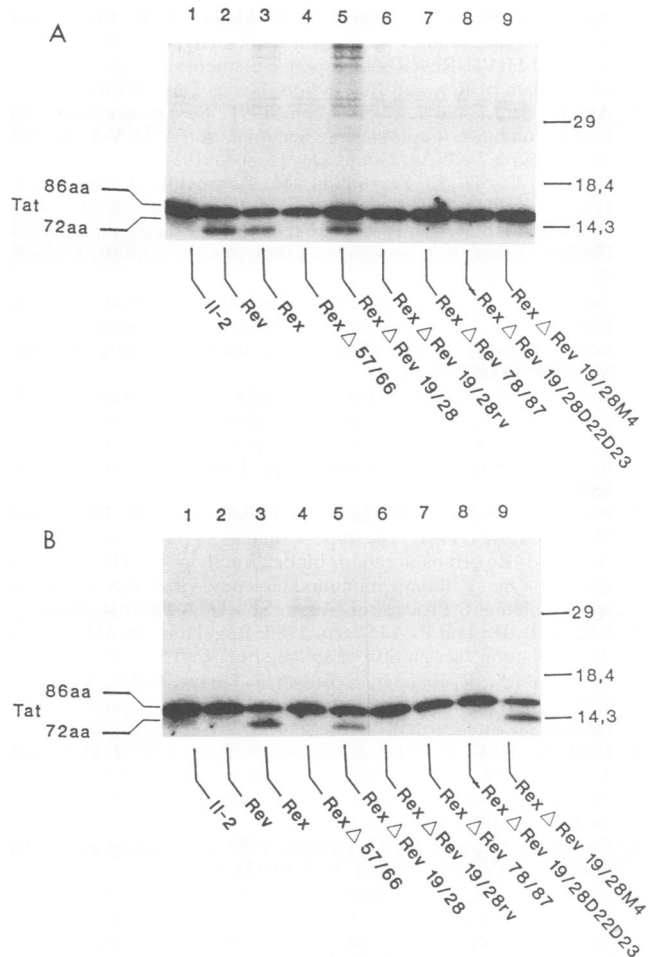 A
1 2 3 4 5 6 7 8 9
29
18,4
86aa
Tat
72aa
14,3
Il-2
Rev
Rex
Rex△ 57/66
Rex △ Rev 19/28
Rex △ Rev 19/28rv
Rex △ Rev 78/87
Rex △ Rev 19/28D22D23
Rex △ Rev 19/28M4
B
1 2 3 4 5 6 7 8 9
29
18,4
86aa
Tat
72aa
14,3
Il-2
Rev
Rex
Rex△ 57/66
Rex △ Rev 19/28
Rex △ Rev 19/28rv
Rex △ Rev 78/87
Rex △ Rev 19/28D22D23
Rex △ Rev 19/28M4